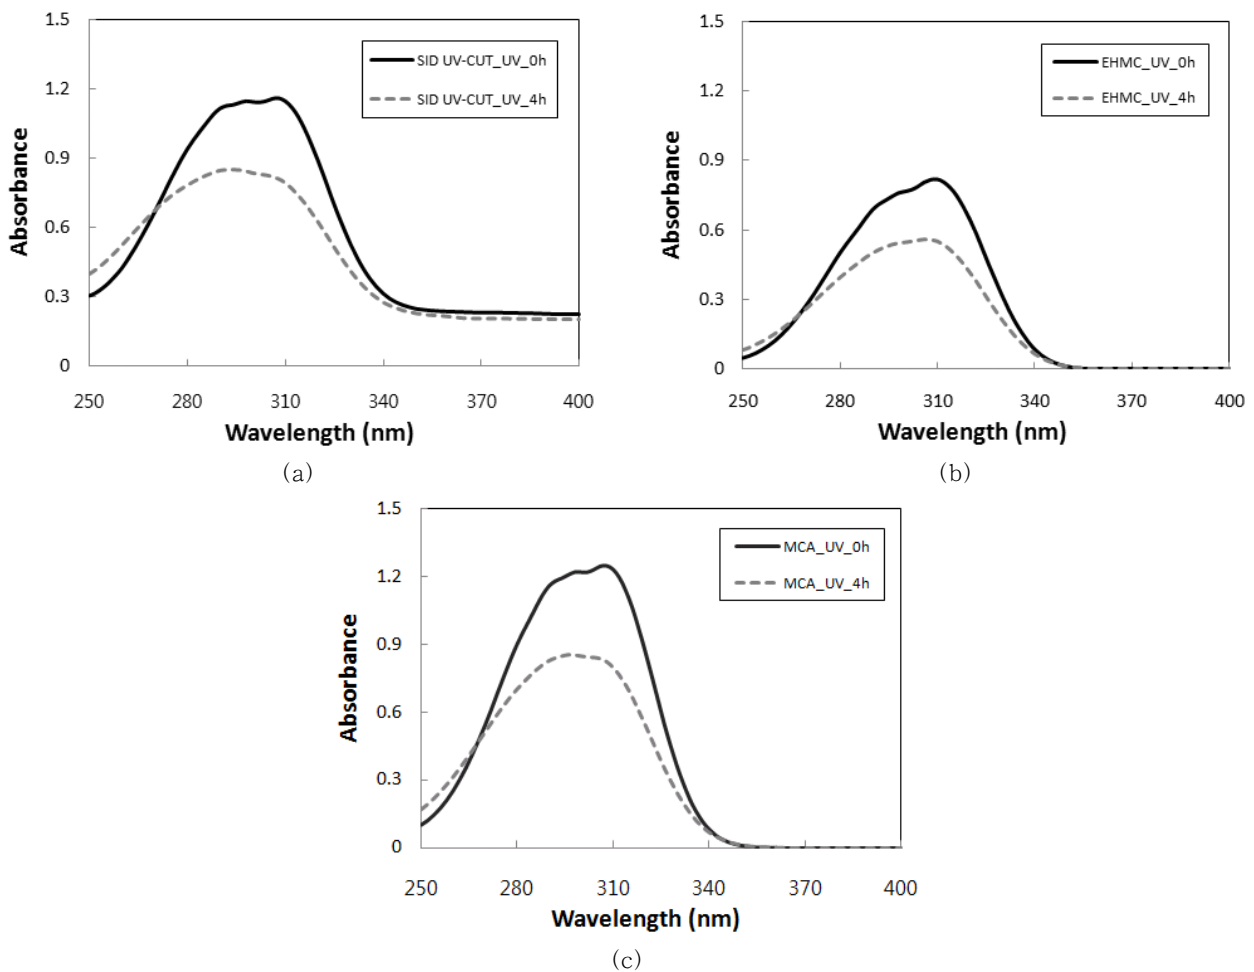 1.5
1.2
0.9
0.6
0.3
0
Absorbance
SID UV-CUT_UV_0h
SID UV-CUT_UV_4h
250 280 310 340 370 400
Wavelength (nm)
(a)
1.5
1.2
0.9
0.6
0.3
0
Absorbance
EHMC_UV_0h
EHMC_UV_4h
250 280 310 340 370 400
Wavelength (nm)
(b)
1.5
1.2
0.9
0.6
0.3
0
Absorbance
MCA_UV_0h
MCA_UV_4h
250 280 310 340 370 400
Wavelength (nm)
(c)